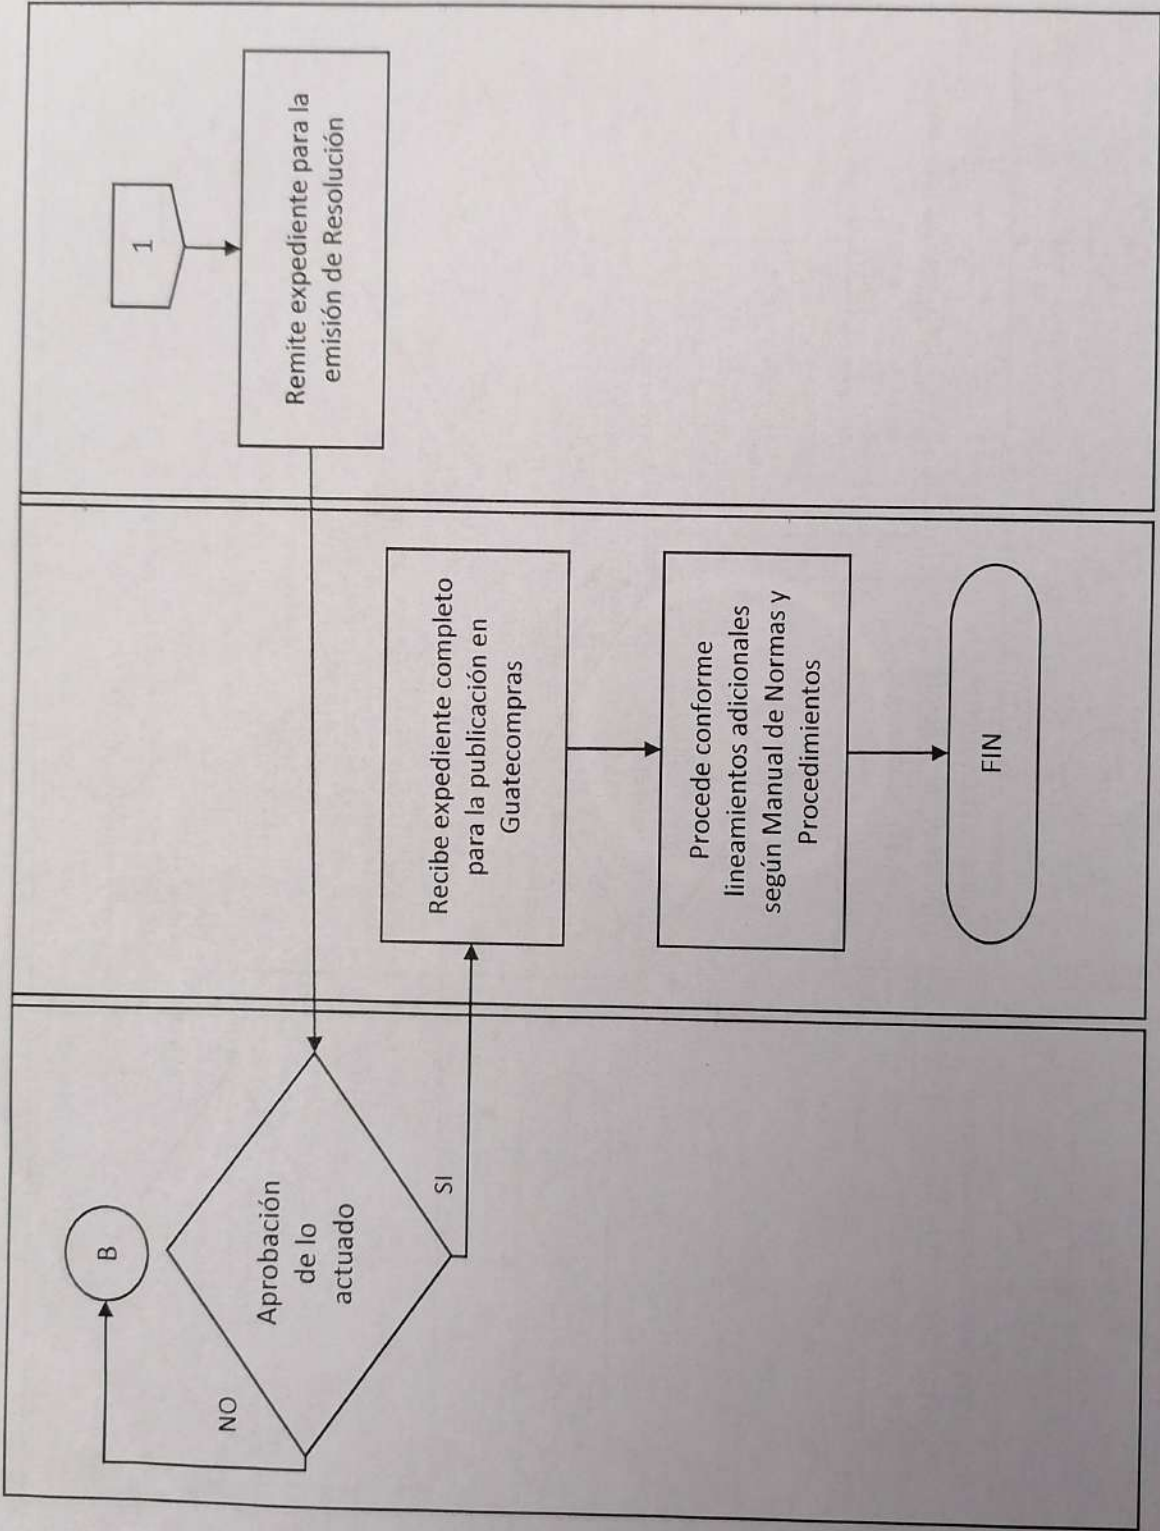 B
NO
Aprobación
de lo
actuado
SI
Recibe expediente completo
para la publicación en
Guatecompras
Procede conforme
lineamientos adicionales
según Manual de Normas y
Procedimientos
FIN
1
Remite expediente para la
emisión de Resolución